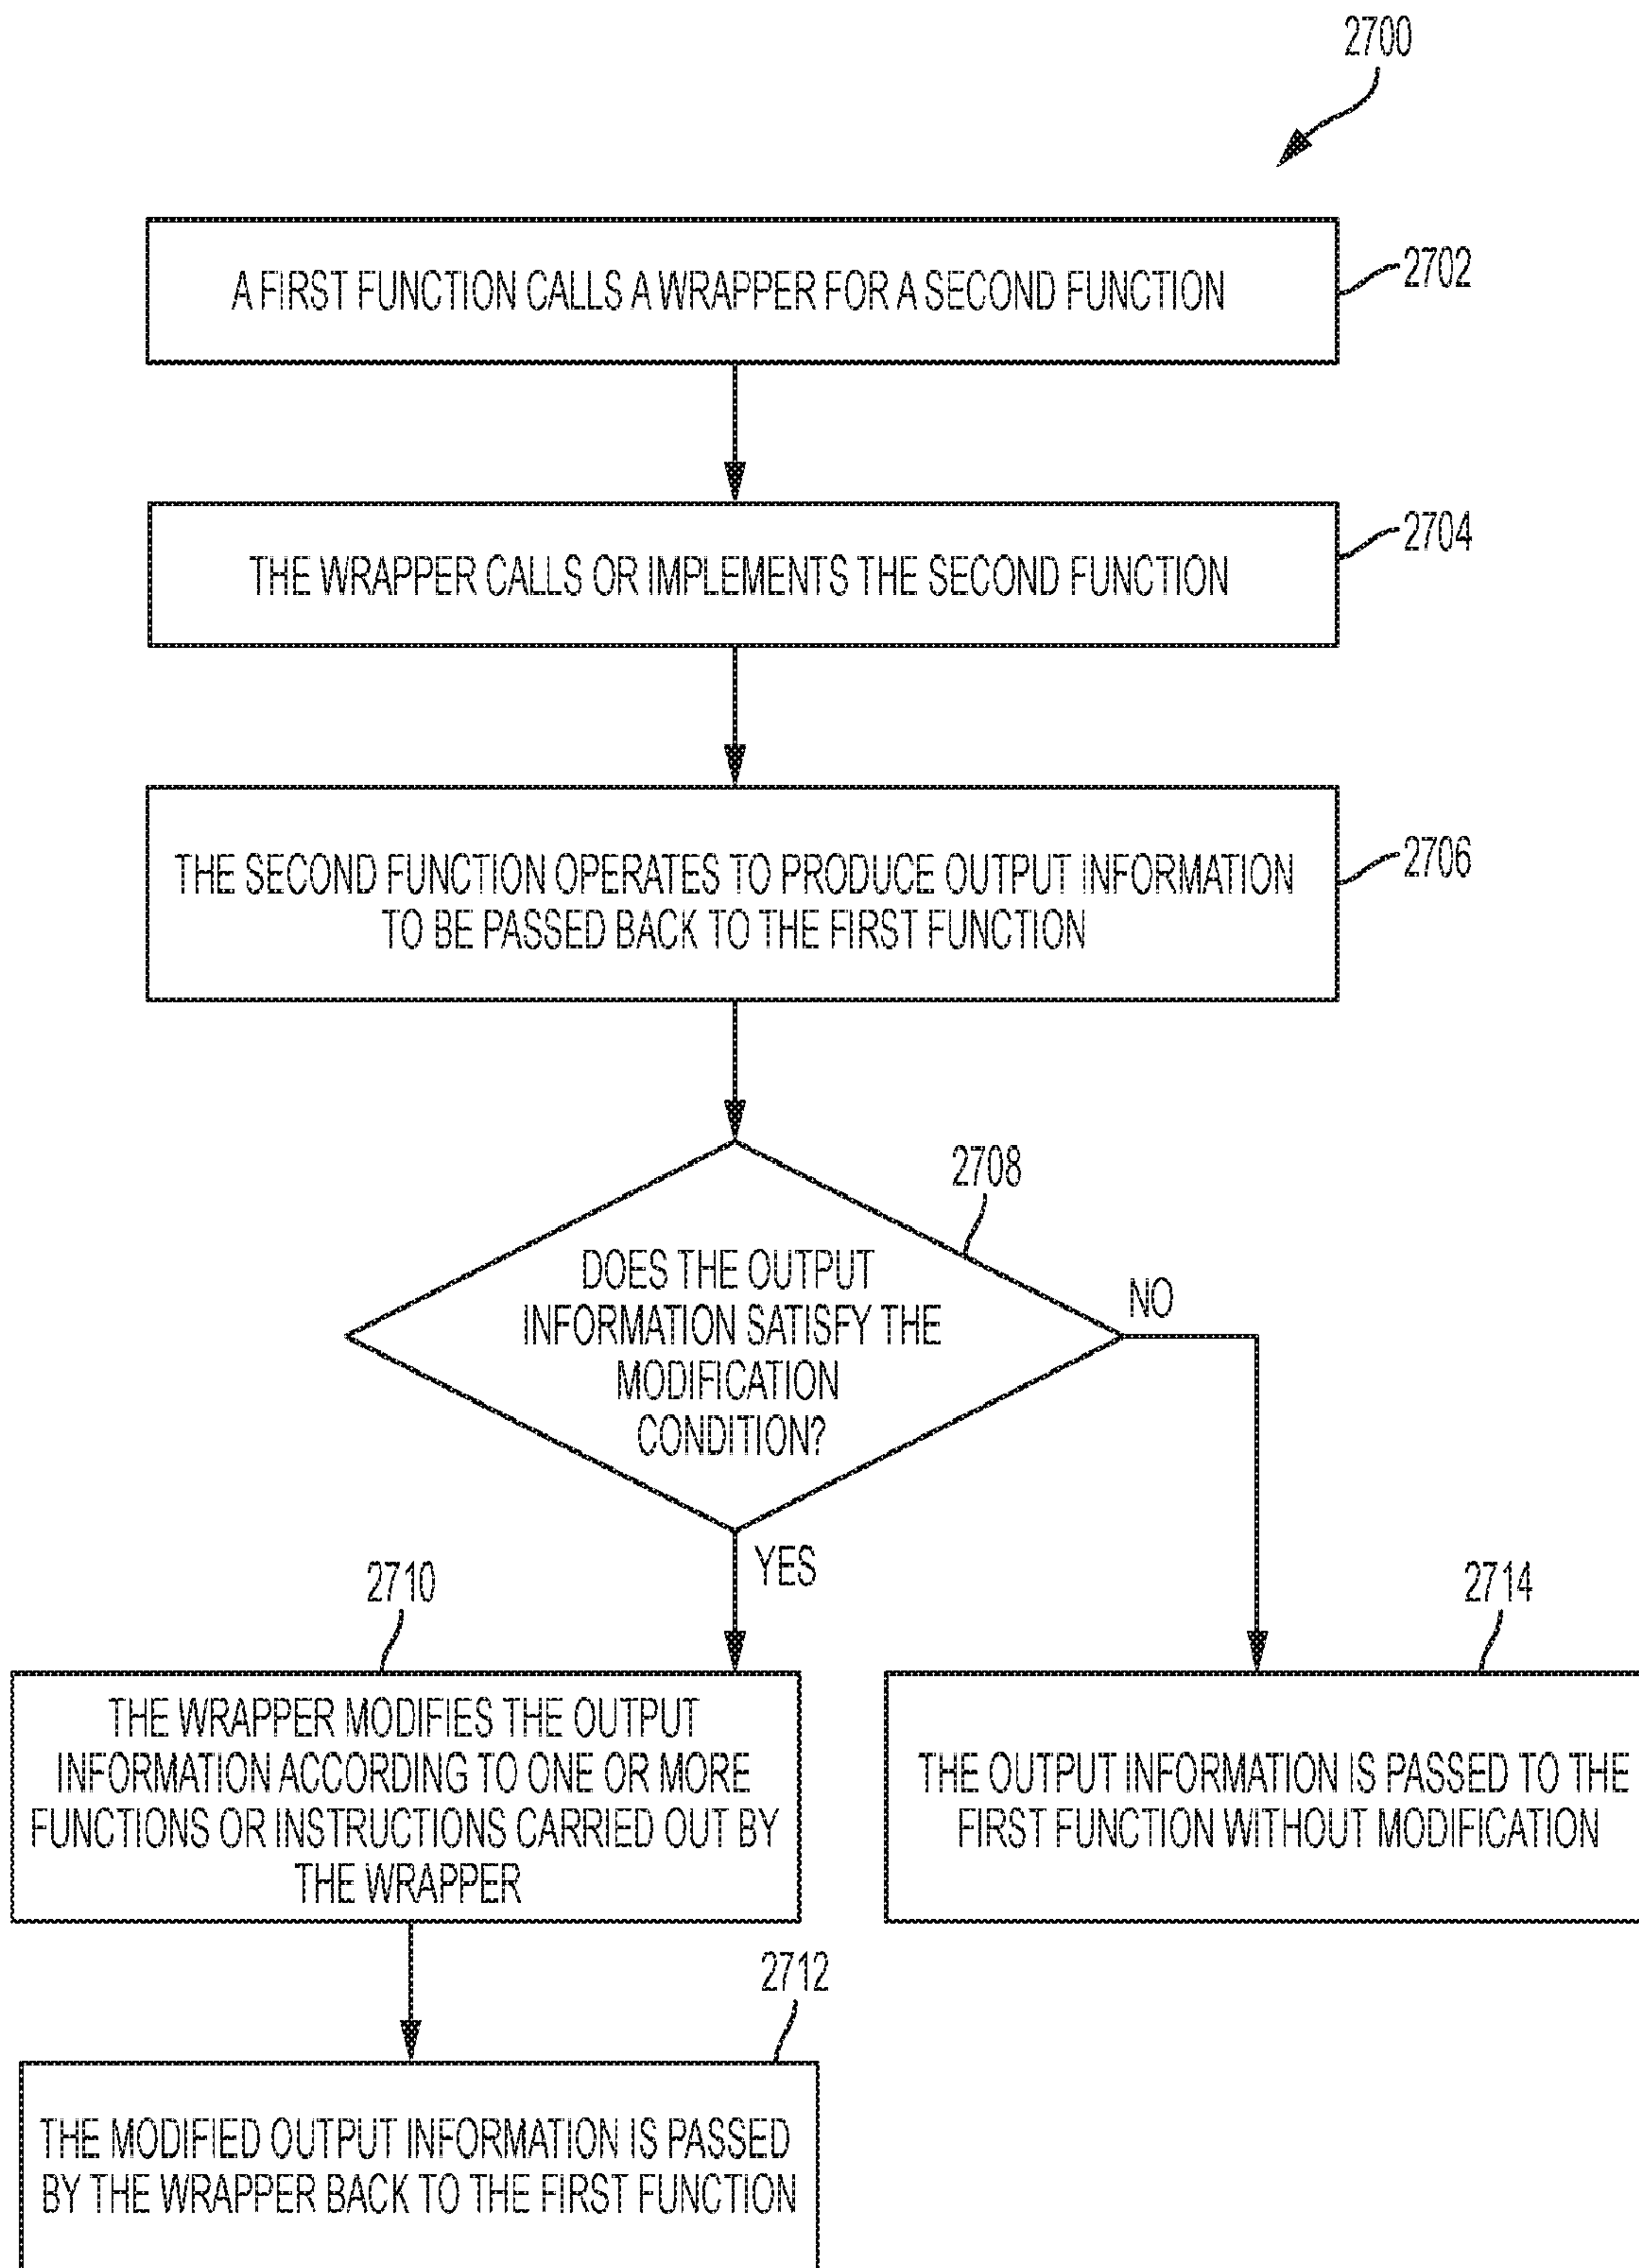 2700
A FIRST FUNCTION CALLS A WRAPPER FOR A SECOND FUNCTION
2702
THE WRAPPER CALLS OR IMPLEMENTS THE SECOND FUNCTION
2704
THE SECOND FUNCTION OPERATES TO PRODUCE OUTPUT INFORMATION
TO BE PASSED BACK TO THE FIRST FUNCTION
2706
2708
DOES THE OUTPUT
INFORMATION SATISFY THE
MODIFICATION
CONDITION?
NO
YES
2710
THE WRAPPER MODIFIES THE OUTPUT
INFORMATION ACCORDING TO ONE OR MORE
FUNCTIONS OR INSTRUCTIONS CARRIED OUT BY
THE WRAPPER
2714
THE OUTPUT INFORMATION IS PASSED TO THE
FIRST FUNCTION WITHOUT MODIFICATION
2712
THE MODIFIED OUTPUT INFORMATION IS PASSED
BY THE WRAPPER BACK TO THE FIRST FUNCTION